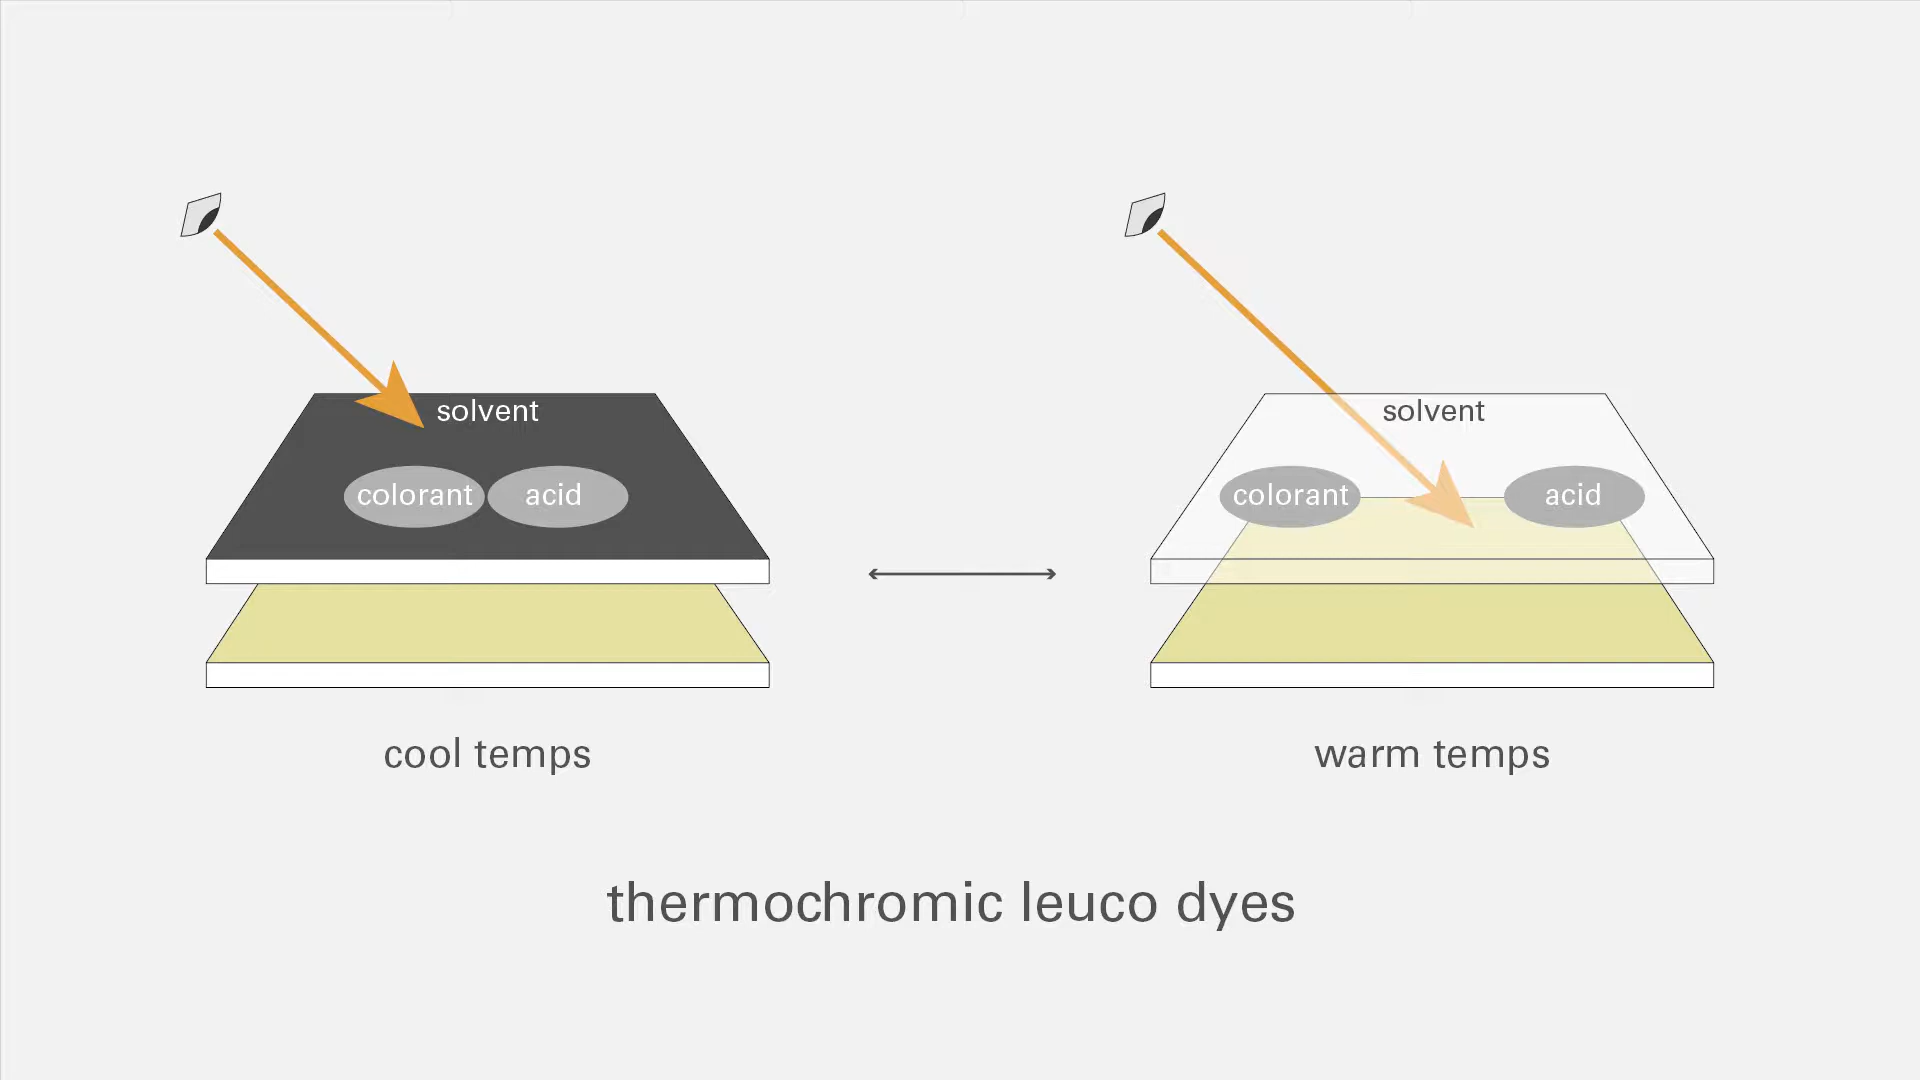 solvent
colorant
acid
cool temps
solvent
colorant
acid
warm temps
thermochromic leuco dyes